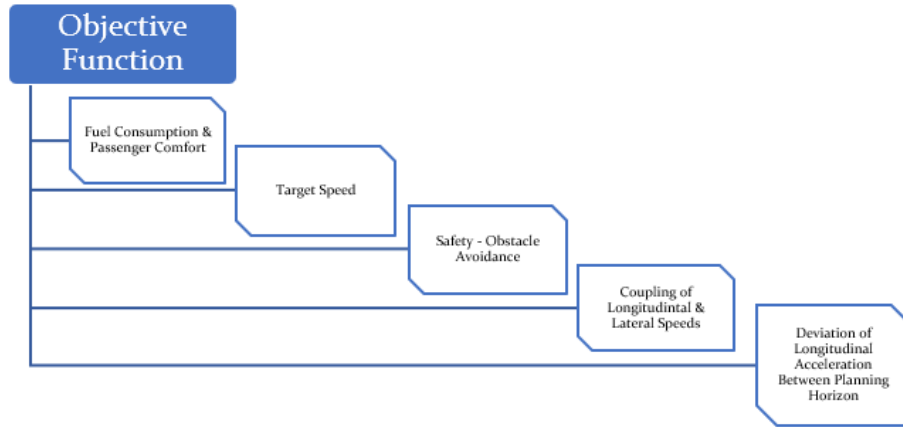 Objective
Function
Fuel Consumption &
Passenger Comfort
Target Speed
Safety - Obstacle
Avoidance
Coupling of
Longitudintal &
Lateral Speeds
Deviation of
Longitudinal
Acceleration
Between Planning
Horizon